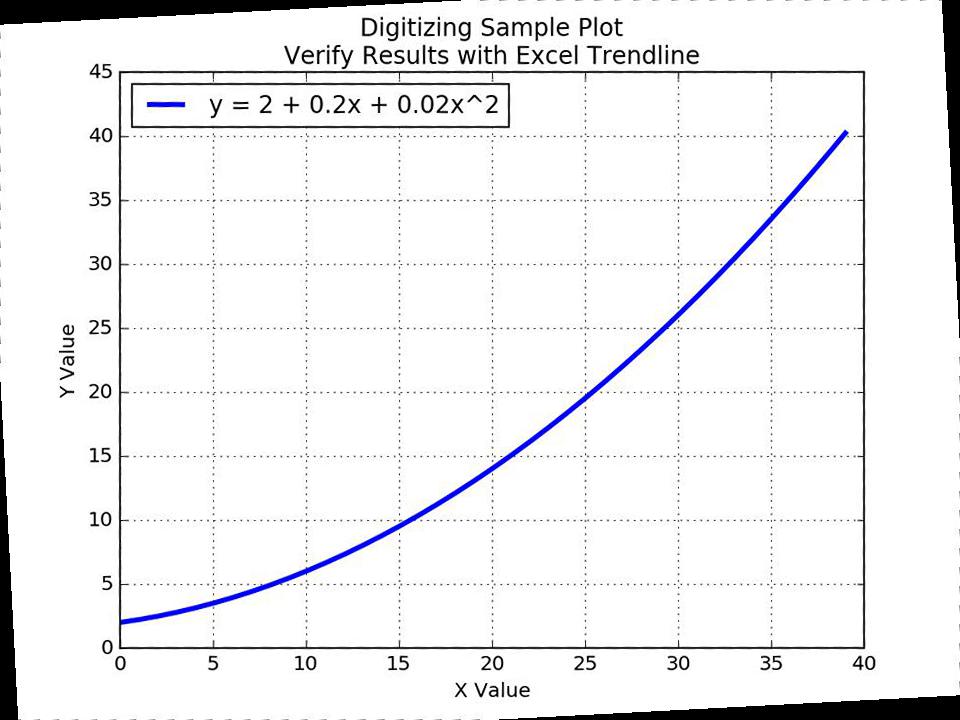 Digitizing Sample Plot
Verify Results with Excel Trendline
y = 2 + 0.2x + 0.02x^2
45
40
35
30
25
20
15
10
5
0
Y Value
0 5 10 15 20 25 30 35 40
X Value